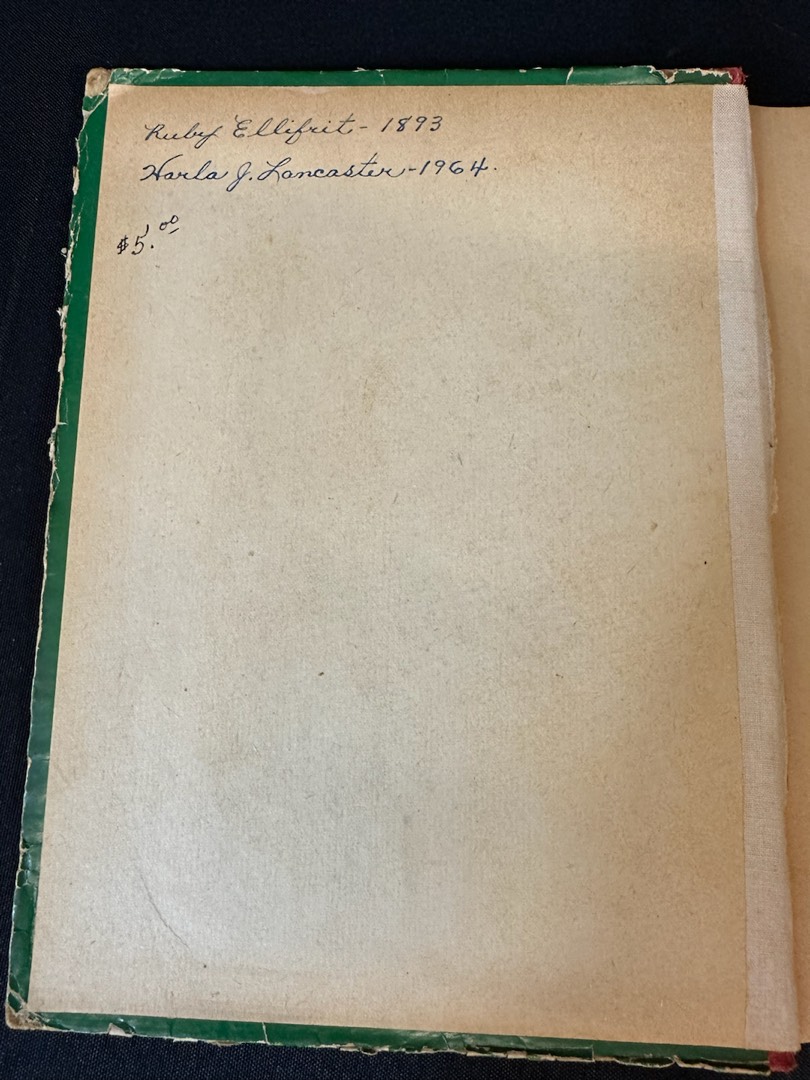 Ruby Ellifrit - 1893
Harla J. Lancaster - 1964.
$5.00